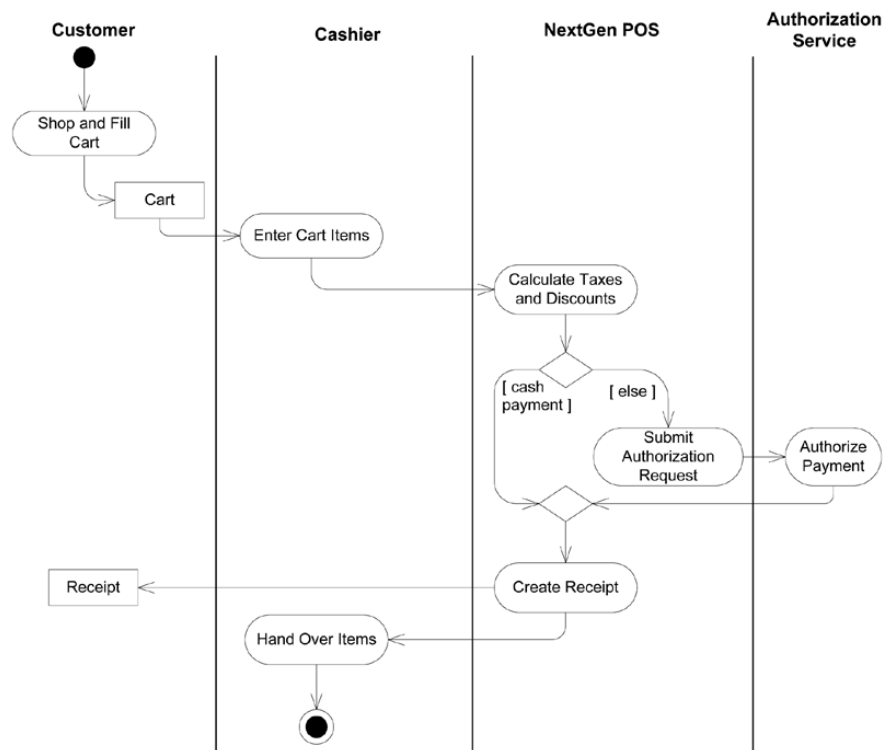 Customer
Cashier
NextGen POS
Authorization
Service
Shop and Fill
Cart
Cart
Enter Cart Items
Calculate Taxes
and Discounts
[ cash
payment ]
[ else ]
Submit
Authorization
Request
Authorize
Payment
Receipt
Create Receipt
Hand Over Items